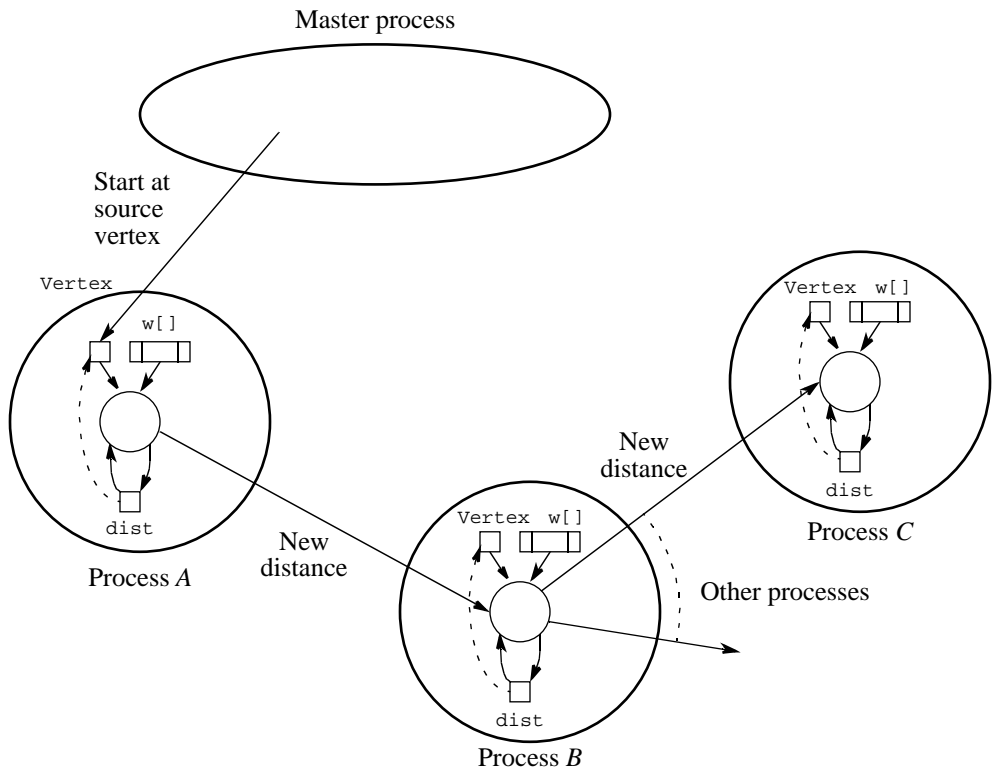 Master process
Start at
source
vertex
Vertex
w[]
dist
Process A
New
distance
Vertex w[]
dist
Process B
New
distance
Vertex w[]
dist
Process C
Other processes